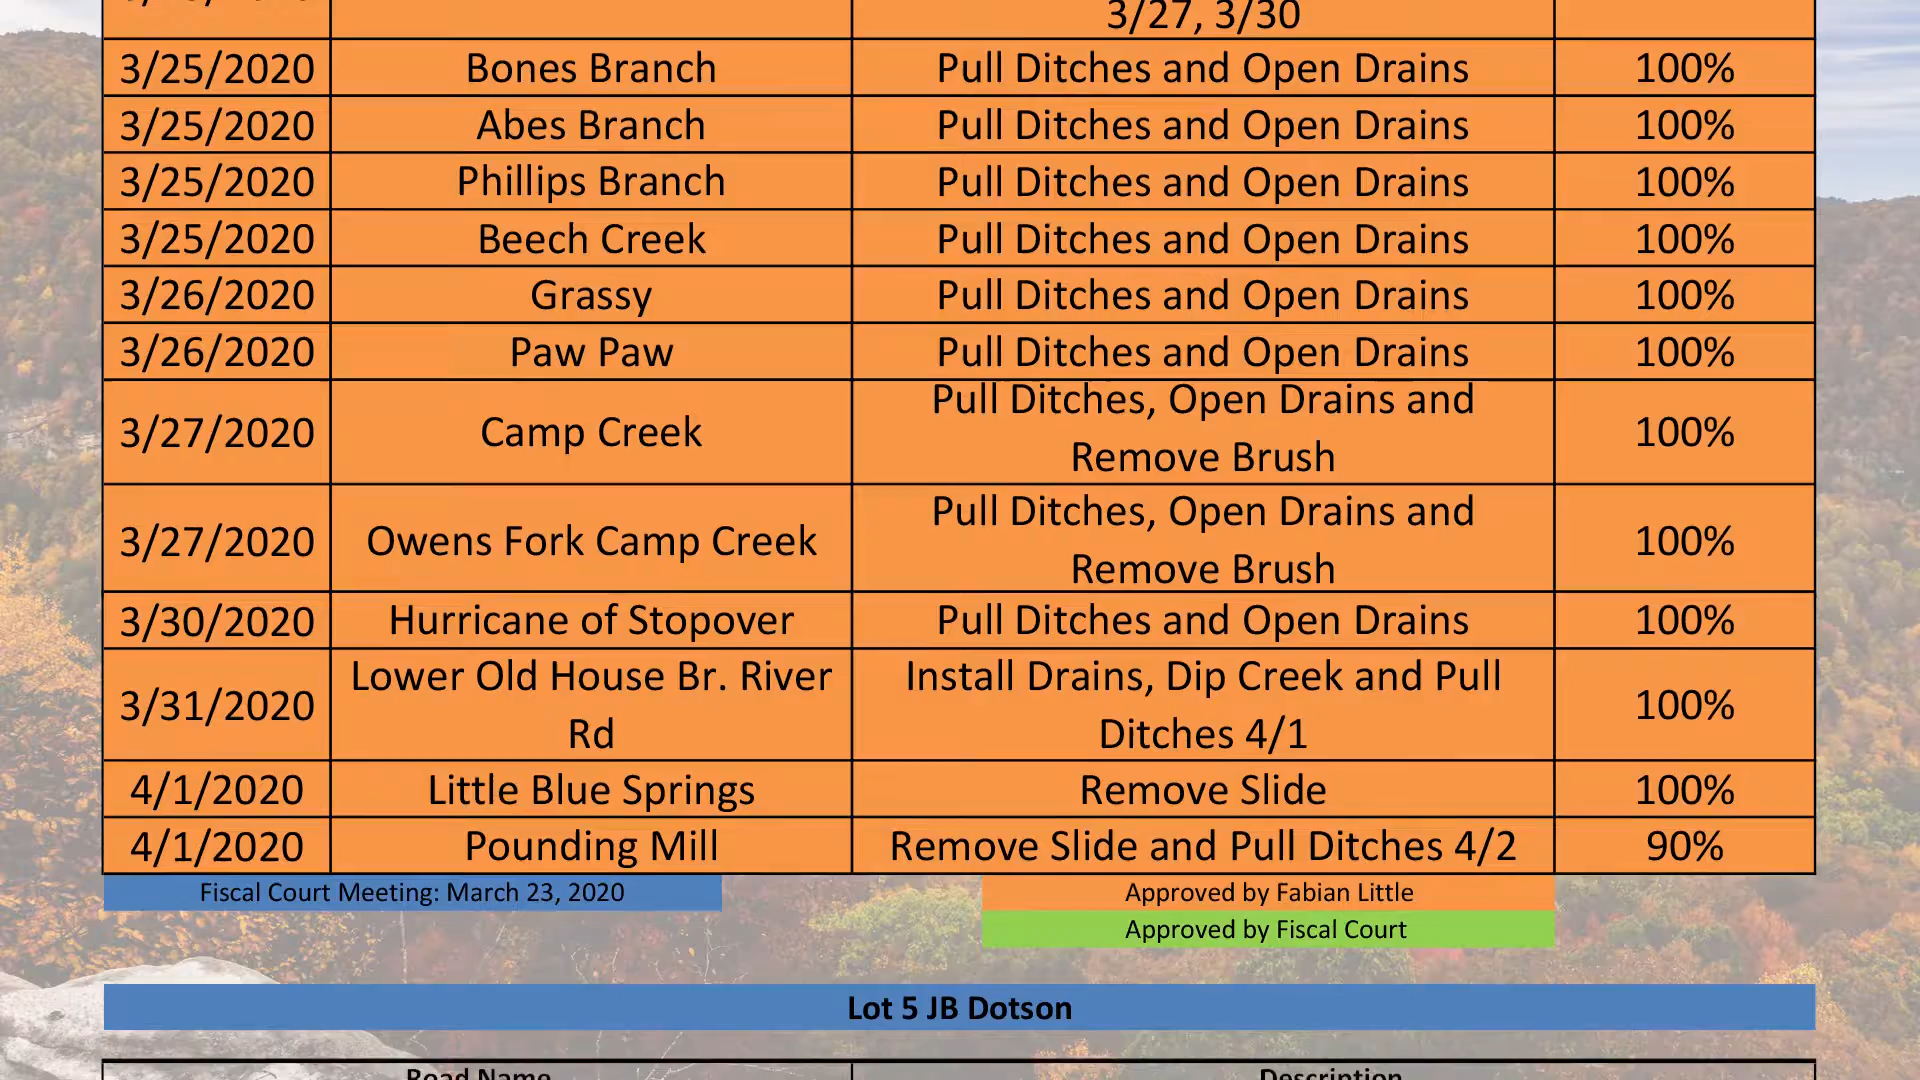 3/27, 3/30
3/25/2020 Bones Branch Pull Ditches and Open Drains 100%
3/25/2020 Abes Branch Pull Ditches and Open Drains 100%
3/25/2020 Phillips Branch Pull Ditches and Open Drains 100%
3/25/2020 Beech Creek Pull Ditches and Open Drains 100%
3/26/2020 Grassy Pull Ditches and Open Drains 100%
3/26/2020 Paw Paw Pull Ditches and Open Drains 100%
3/27/2020 Camp Creek Pull Ditches, Open Drains and
Remove Brush 100%
3/27/2020 Owens Fork Camp Creek Pull Ditches, Open Drains and
Remove Brush 100%
3/30/2020 Hurricane of Stopover Pull Ditches and Open Drains 100%
3/31/2020 Lower Old House Br. River
Rd
Install Drains, Dip Creek and Pull
Ditches 4/1
100%
4/1/2020 Little Blue Springs Remove Slide 100%
4/1/2020 Pounding Mill Remove Slide and Pull Ditches 4/2 90%
Fiscal Court Meeting: March 23, 2020
Approved by Fabian Little
Approved by Fiscal Court
Lot 5 JB Dotson
Road Name Description